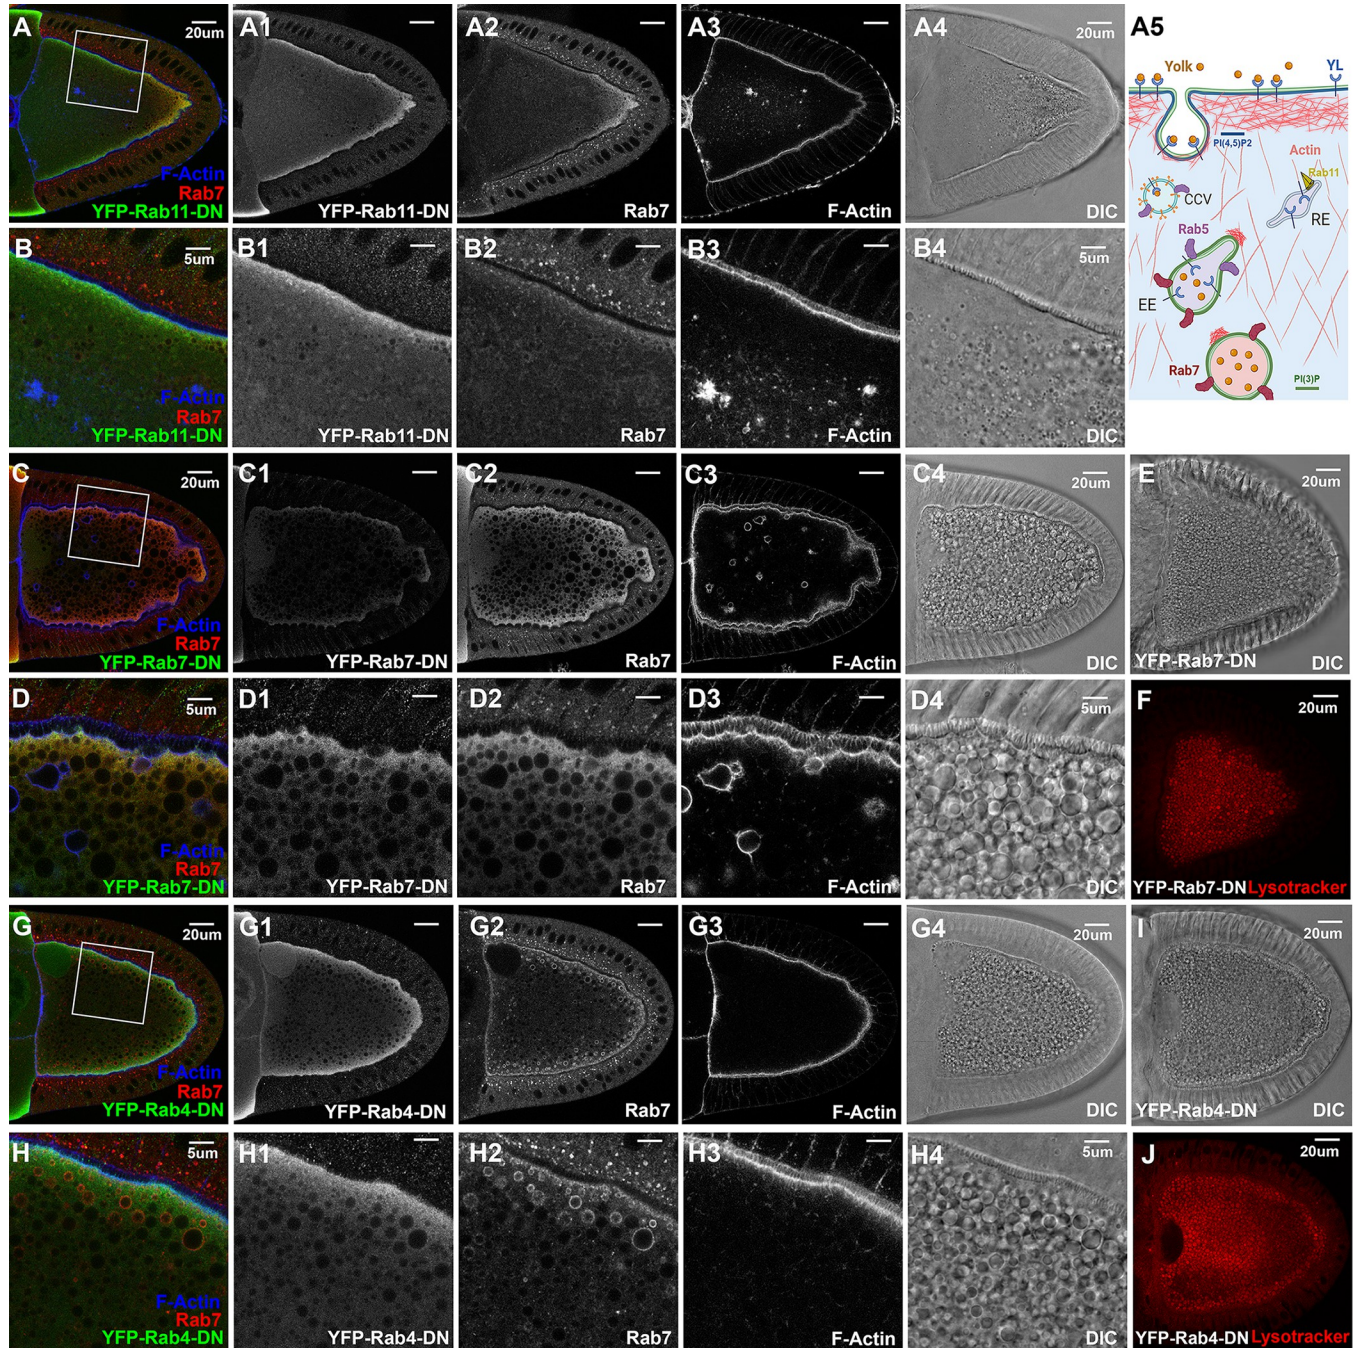 A
20um
F-Actin
Rab7
YFP-Rab11-DN
A1
YFP-Rab11-DN
A2
Rab7
A3
F-Actin
A4
20um
DIC
A5
Yolk
YL
PI(4,5)P2
Actin
Rab11
CCV
RE
Rab5
EE
Rab7
PI(3)P
B
5um
F-Actin
Rab7
YFP-Rab11-DN
B1
YFP-Rab11-DN
B2
Rab7
B3
F-Actin
B4
5um
DIC
C
20um
F-Actin
Rab7
YFP-Rab7-DN
C1
YFP-Rab7-DN
C2
Rab7
C3
F-Actin
C4
20um
DIC
E
20um
YFP-Rab7-DN
DIC
D
5um
F-Actin
Rab7
YFP-Rab7-DN
D1
YFP-Rab7-DN
D2
Rab7
D3
F-Actin
D4
5um
DIC
F
20um
YFP-Rab7-DN Lysotracker
G
20um
F-Actin
Rab7
YFP-Rab4-DN
G1
YFP-Rab4-DN
G2
Rab7
G3
F-Actin
G4
20um
DIC
I
20um
YFP-Rab4-DN
DIC
H
5um
F-Actin
Rab7
YFP-Rab4-DN
H1
YFP-Rab4-DN
H2
Rab7
H3
F-Actin
H4
5um
DIC
J
20um
YFP-Rab4-DN Lysotracker